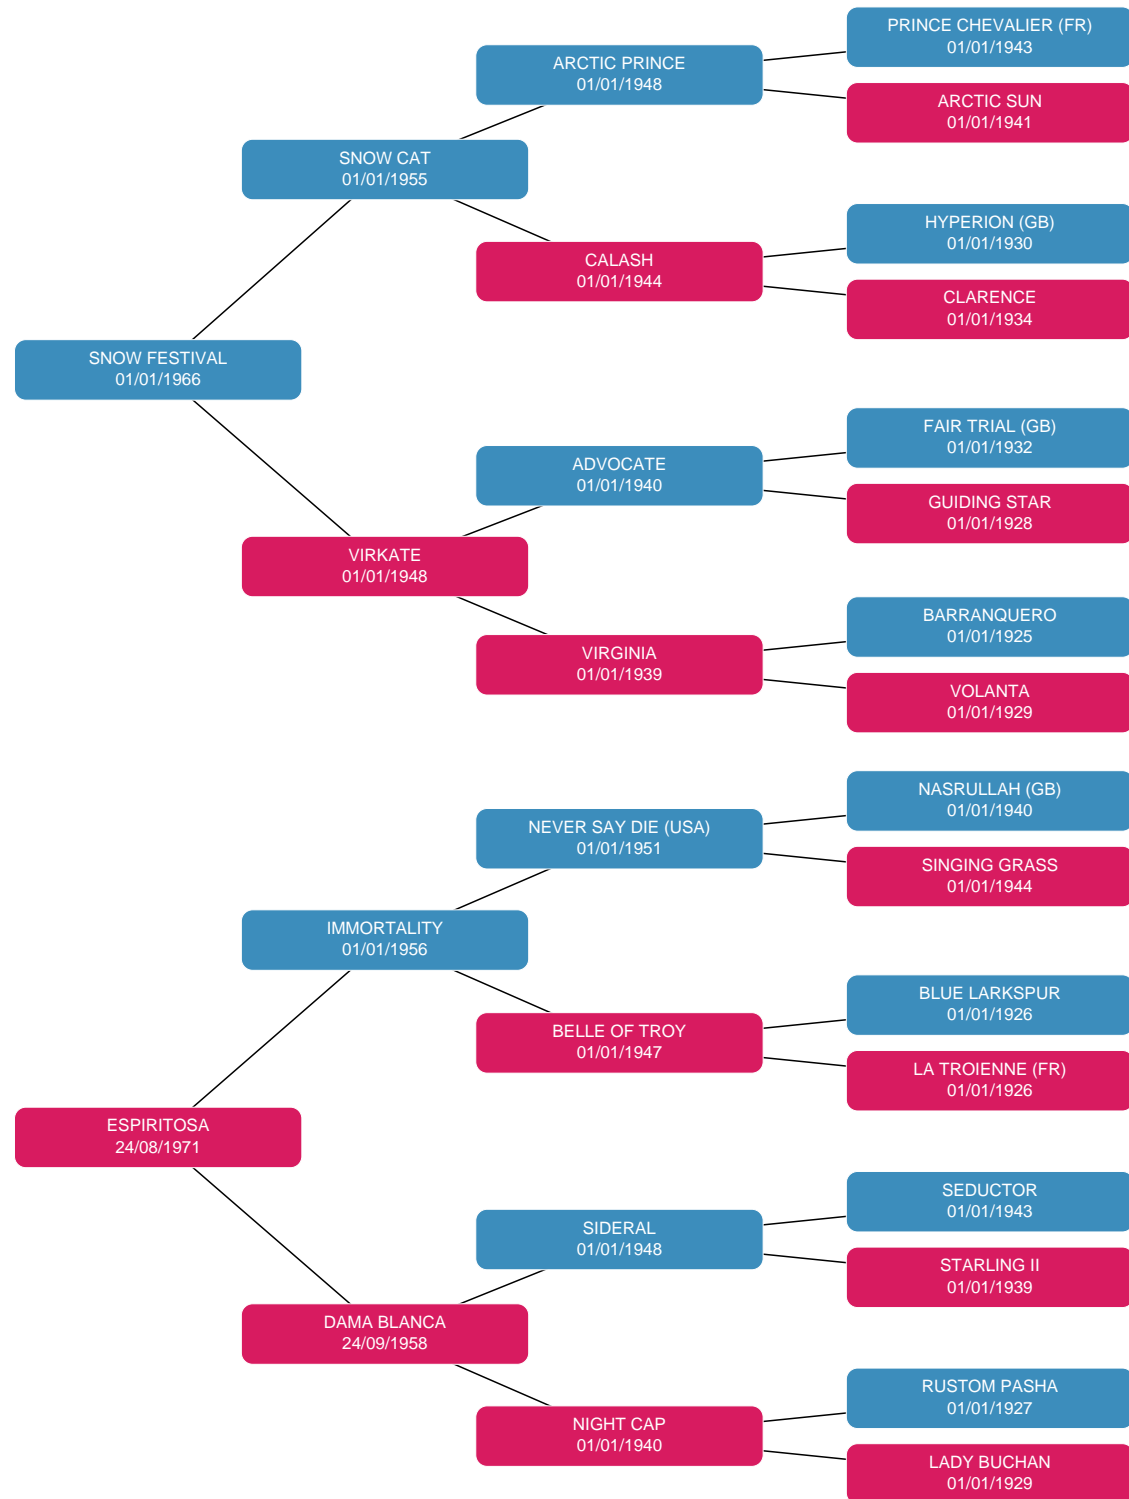 PRINCE CHEVALIER (FR)
01/01/1943
ARCTIC PRINCE
01/01/1948
ARCTIC SUN
01/01/1941
SNOW CAT
01/01/1955
HYPERION (GB)
01/01/1930
CALASH
01/01/1944
CLARENCE
01/01/1934
SNOW FESTIVAL
01/01/1966
FAIR TRIAL (GB)
01/01/1932
ADVOCATE
01/01/1940
GUIDING STAR
01/01/1928
VIRKATE
01/01/1948
BARRANQUERO
01/01/1925
VIRGINIA
01/01/1939
VOLANTA
01/01/1929
NASRULLAH (GB)
01/01/1940
NEVER SAY DIE (USA)
01/01/1951
SINGING GRASS
01/01/1944
IMMORTALITY
01/01/1956
BLUE LARKSPUR
01/01/1926
BELLE OF TROY
01/01/1947
LA TROIENNE (FR)
01/01/1926
ESPIRITOSA
24/08/1971
SEDUCTOR
01/01/1943
SIDERAL
01/01/1948
STARLING II
01/01/1939
DAMA BLANCA
24/09/1958
RUSTOM PASHA
01/01/1927
NIGHT CAP
01/01/1940
LADY BUCHAN
01/01/1929